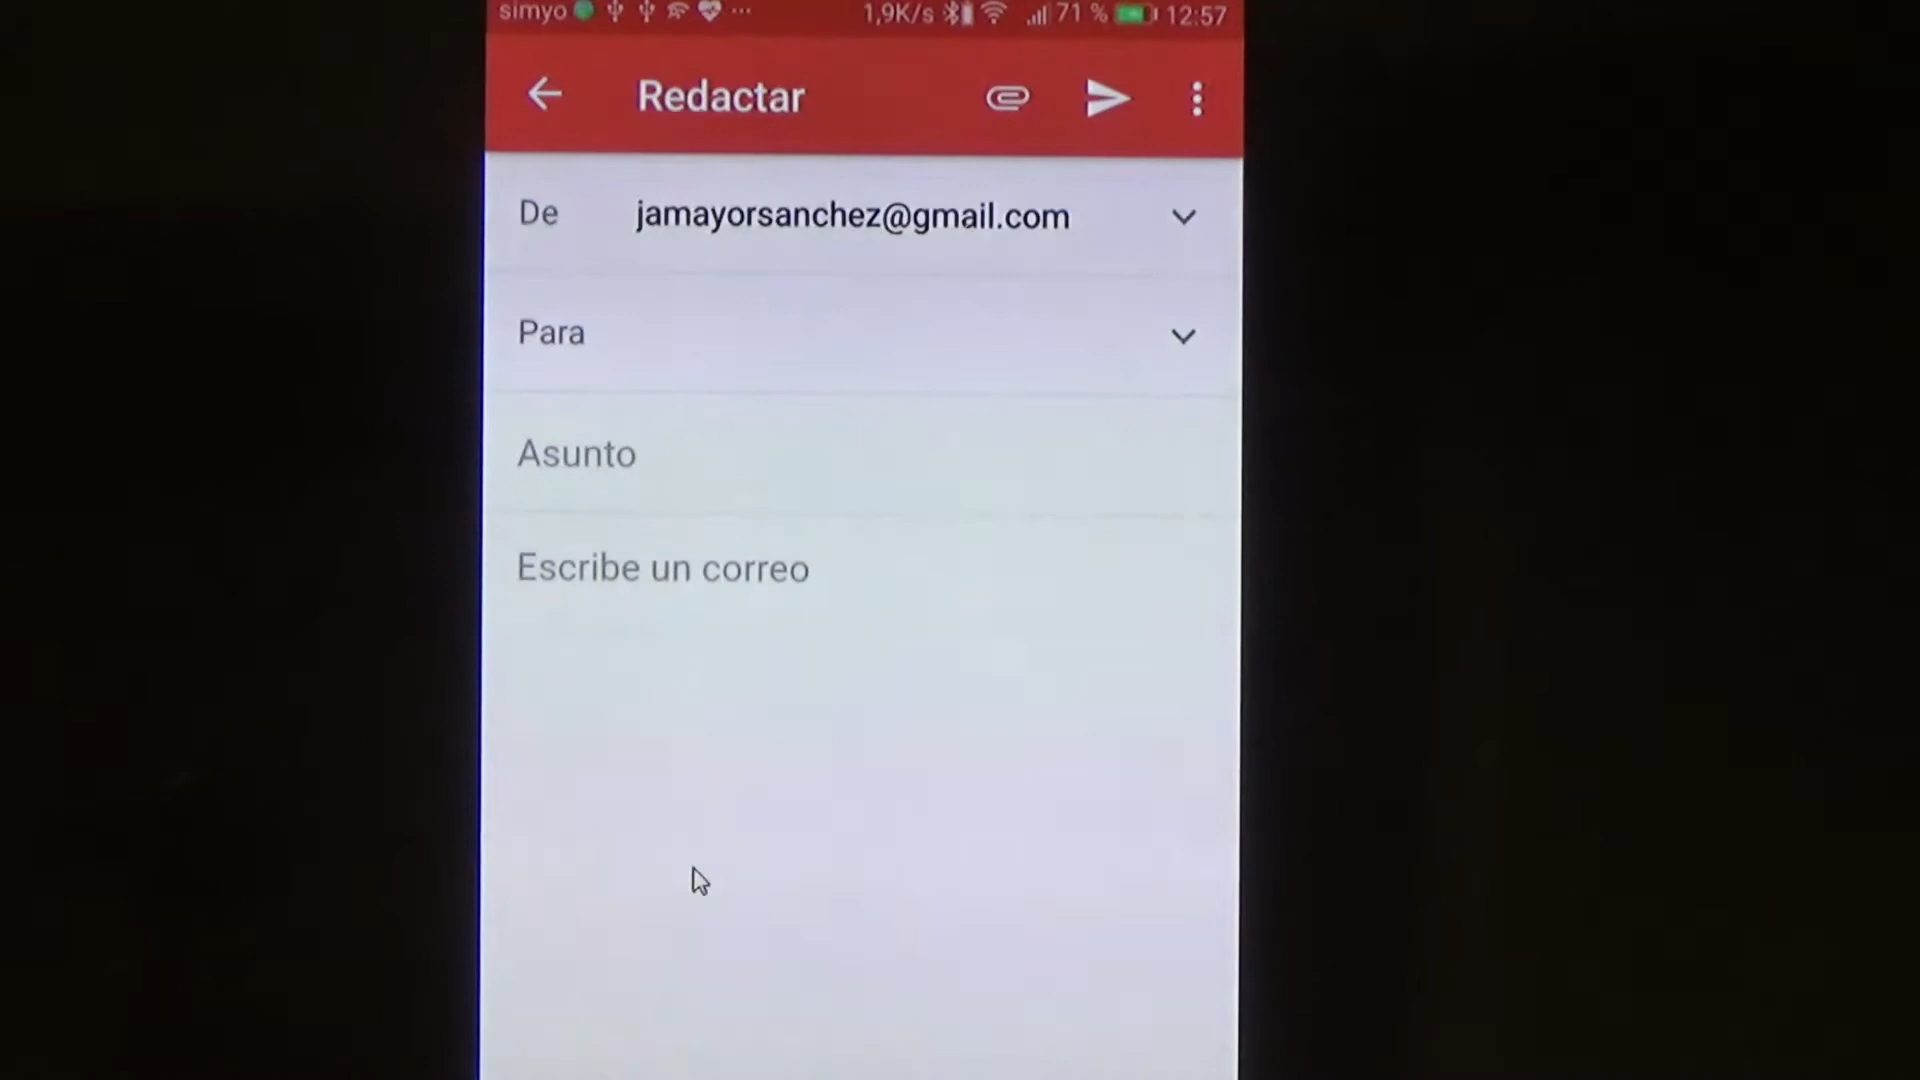 simyo 1,9K/s 71 % 12:57
Redactar
De jamayorsanchez@gmail.com
Para
Asunto
Escribe un correo